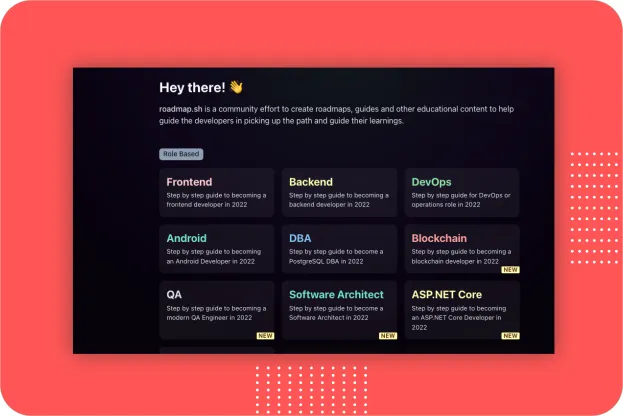 Hey there! 👋
roadmap.sh is a community effort to create roadmaps, guides and other educational content to help
guide the developers in picking up the path and guide their learnings.
Role Based
Frontend
Step by step guide to becoming a
frontend developer in 2022
Backend
Step by step guide to becoming a
backend developer in 2022
DevOps
Step by step guide for DevOps or
operations role in 2022
Android
Step by step guide to becoming
an Android Developer in 2022
DBA
Step by step guide to become a
PostgreSQL DBA in 2022
Blockchain
Step by step guide to becoming a
blockchain developer in 2022
NEW
QA
Step by step guide to becoming a
modern QA Engineer in 2022
NEW
Software Architect
Step by step guide to become a
Software Architect in 2022
NEW
ASP.NET Core
Step by step guide to becoming
an ASP.NET Core Developer in
2022
NEW